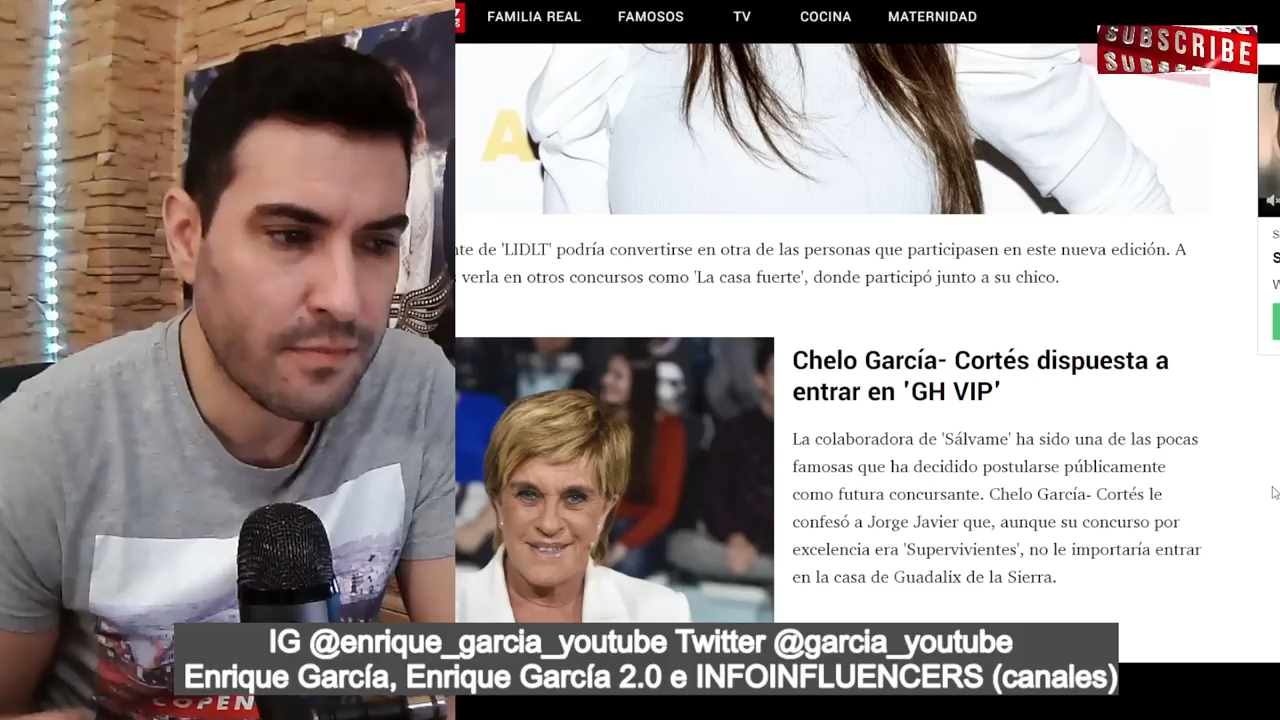 FAMILIA REAL FAMOSOS TV COCINA MATERNIDAD
SUBSCRIBE
A
nte de 'LIDLT' podría convertirse en otra de las personas que participasen en este nueva edición. A
verla en otros concursos como 'La casa fuerte', donde participó junto a su chico.
Chelo García- Cortés dispuesta a
entrar en 'GH VIP'
La colaboradora de 'Sálvame' ha sido una de las pocas
famosas que ha decidido postularse públicamente
como futura concursante. Chelo García- Cortés le
confesó a Jorge Javier que, aunque su concurso por
excelencia era 'Supervivientes', no le importaría entrar
en la casa de Guadalix de la Sierra.
COPEN
IG @enrique_garcia_youtube Twitter @garcia_youtube
Enrique García, Enrique García 2.0 e INFOINFLUENCERS (canales)